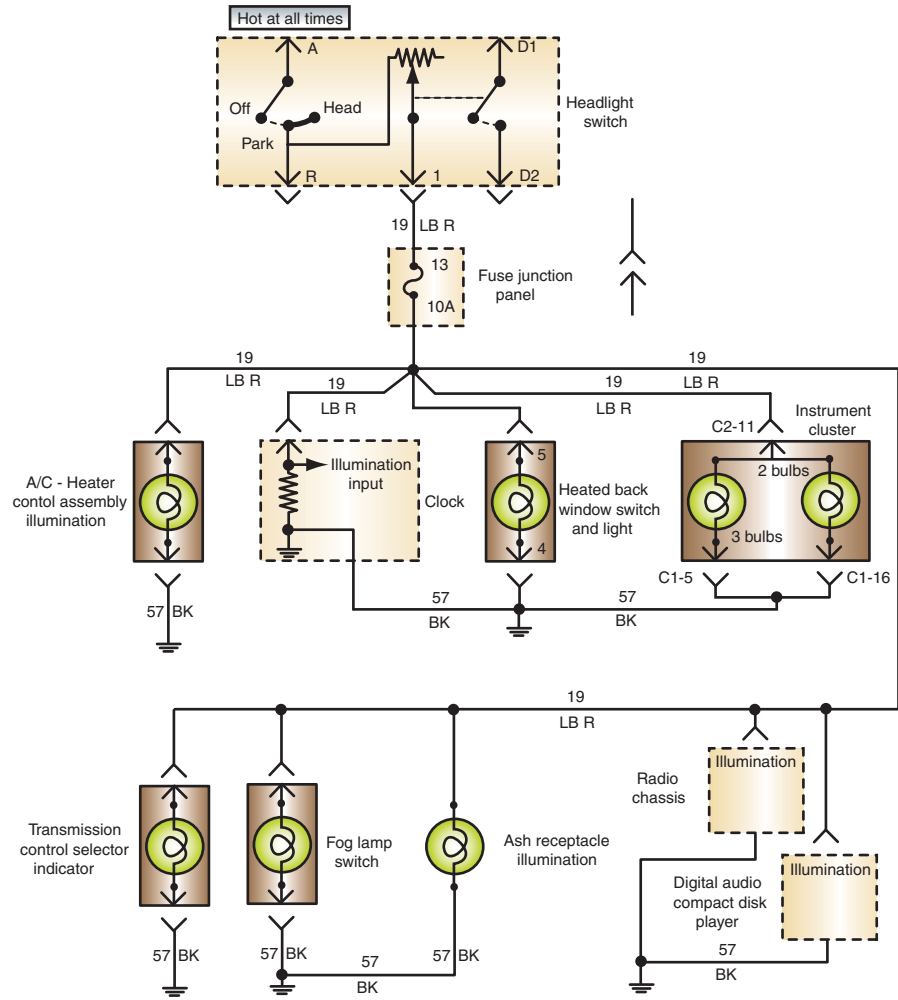 Hot at all times
A
D1
Off
Head
Park
Headlight
switch
R
1
D2
19 LB R
13
10A
Fuse junction
panel
19
LB R
19
LB R
19
LB R
19
LB R
C2-11
Instrument
cluster
A/C - Heater
contol assembly
illumination
Illumination
input
Clock
5
4
Heated back
window switch
and light
2 bulbs
3 bulbs
C1-5
C1-16
57 BK
57
BK
57
BK
19
LB R
Transmission
control selector
indicator
Fog lamp
switch
Ash receptacle
illumination
Radio
chassis
Illumination
Digital audio
compact disk
player
Illumination
57 BK
57 BK
57
BK
57 BK
57
BK